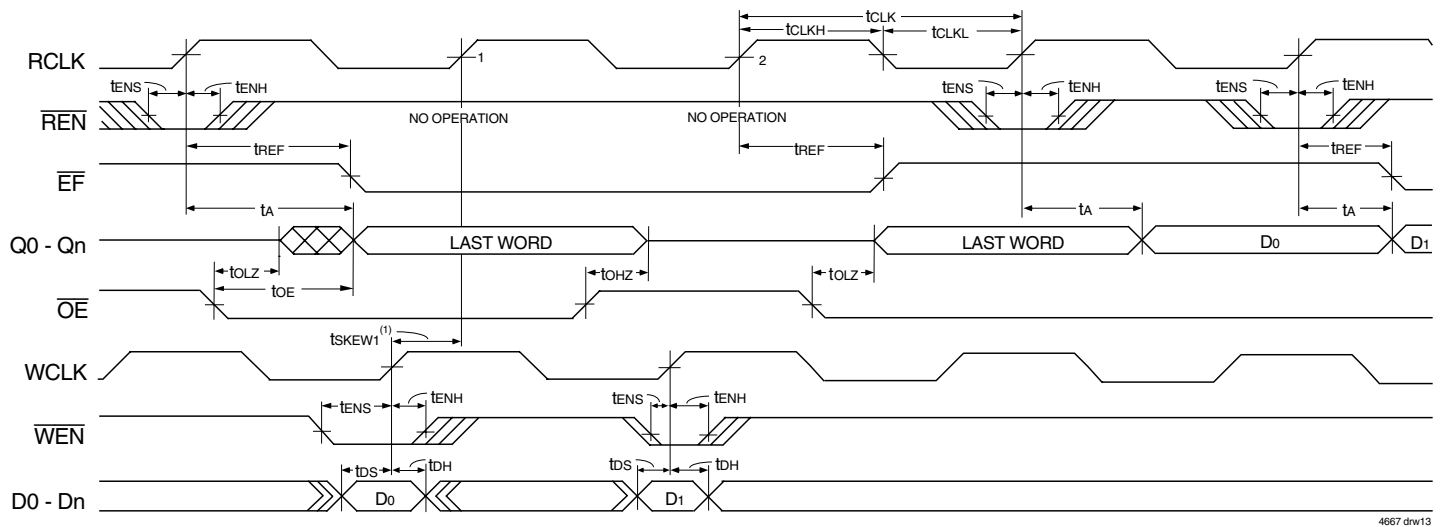 tCLK
tCLKH tCLKL
RCLK 1 2
tENS tENH tENS tENH tENS tENH
REN NO OPERATION NO OPERATION
tREF tREF tREF
EF
tA tA tA
Q0 - Qn LAST WORD LAST WORD D0 D1
tOLZ tOHZ tOLZ
tOE
OE
tSKEW1(1)
WCLK
tENS tENH tENS tENH
WEN
tDS tDH tDS tDH
D0 - Dn D0 D1
4667 drw13